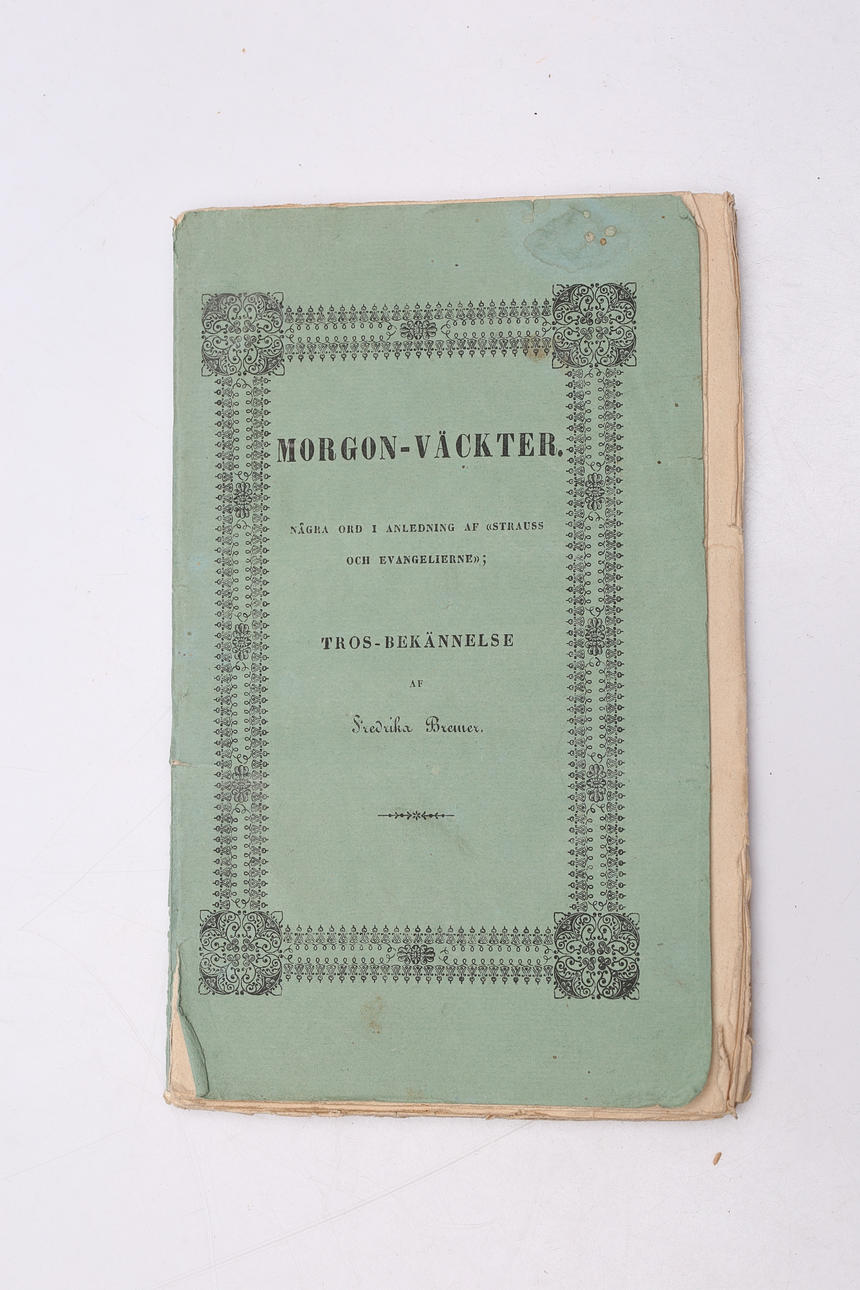 MORGON-VÄCKTER.
NÅGRA ORD I ANLEDNING AF «STRAUSS
OCH EVANGELIERNE»;
TROS-BEKÄNNELSE
AF
Fredrika Bremer.